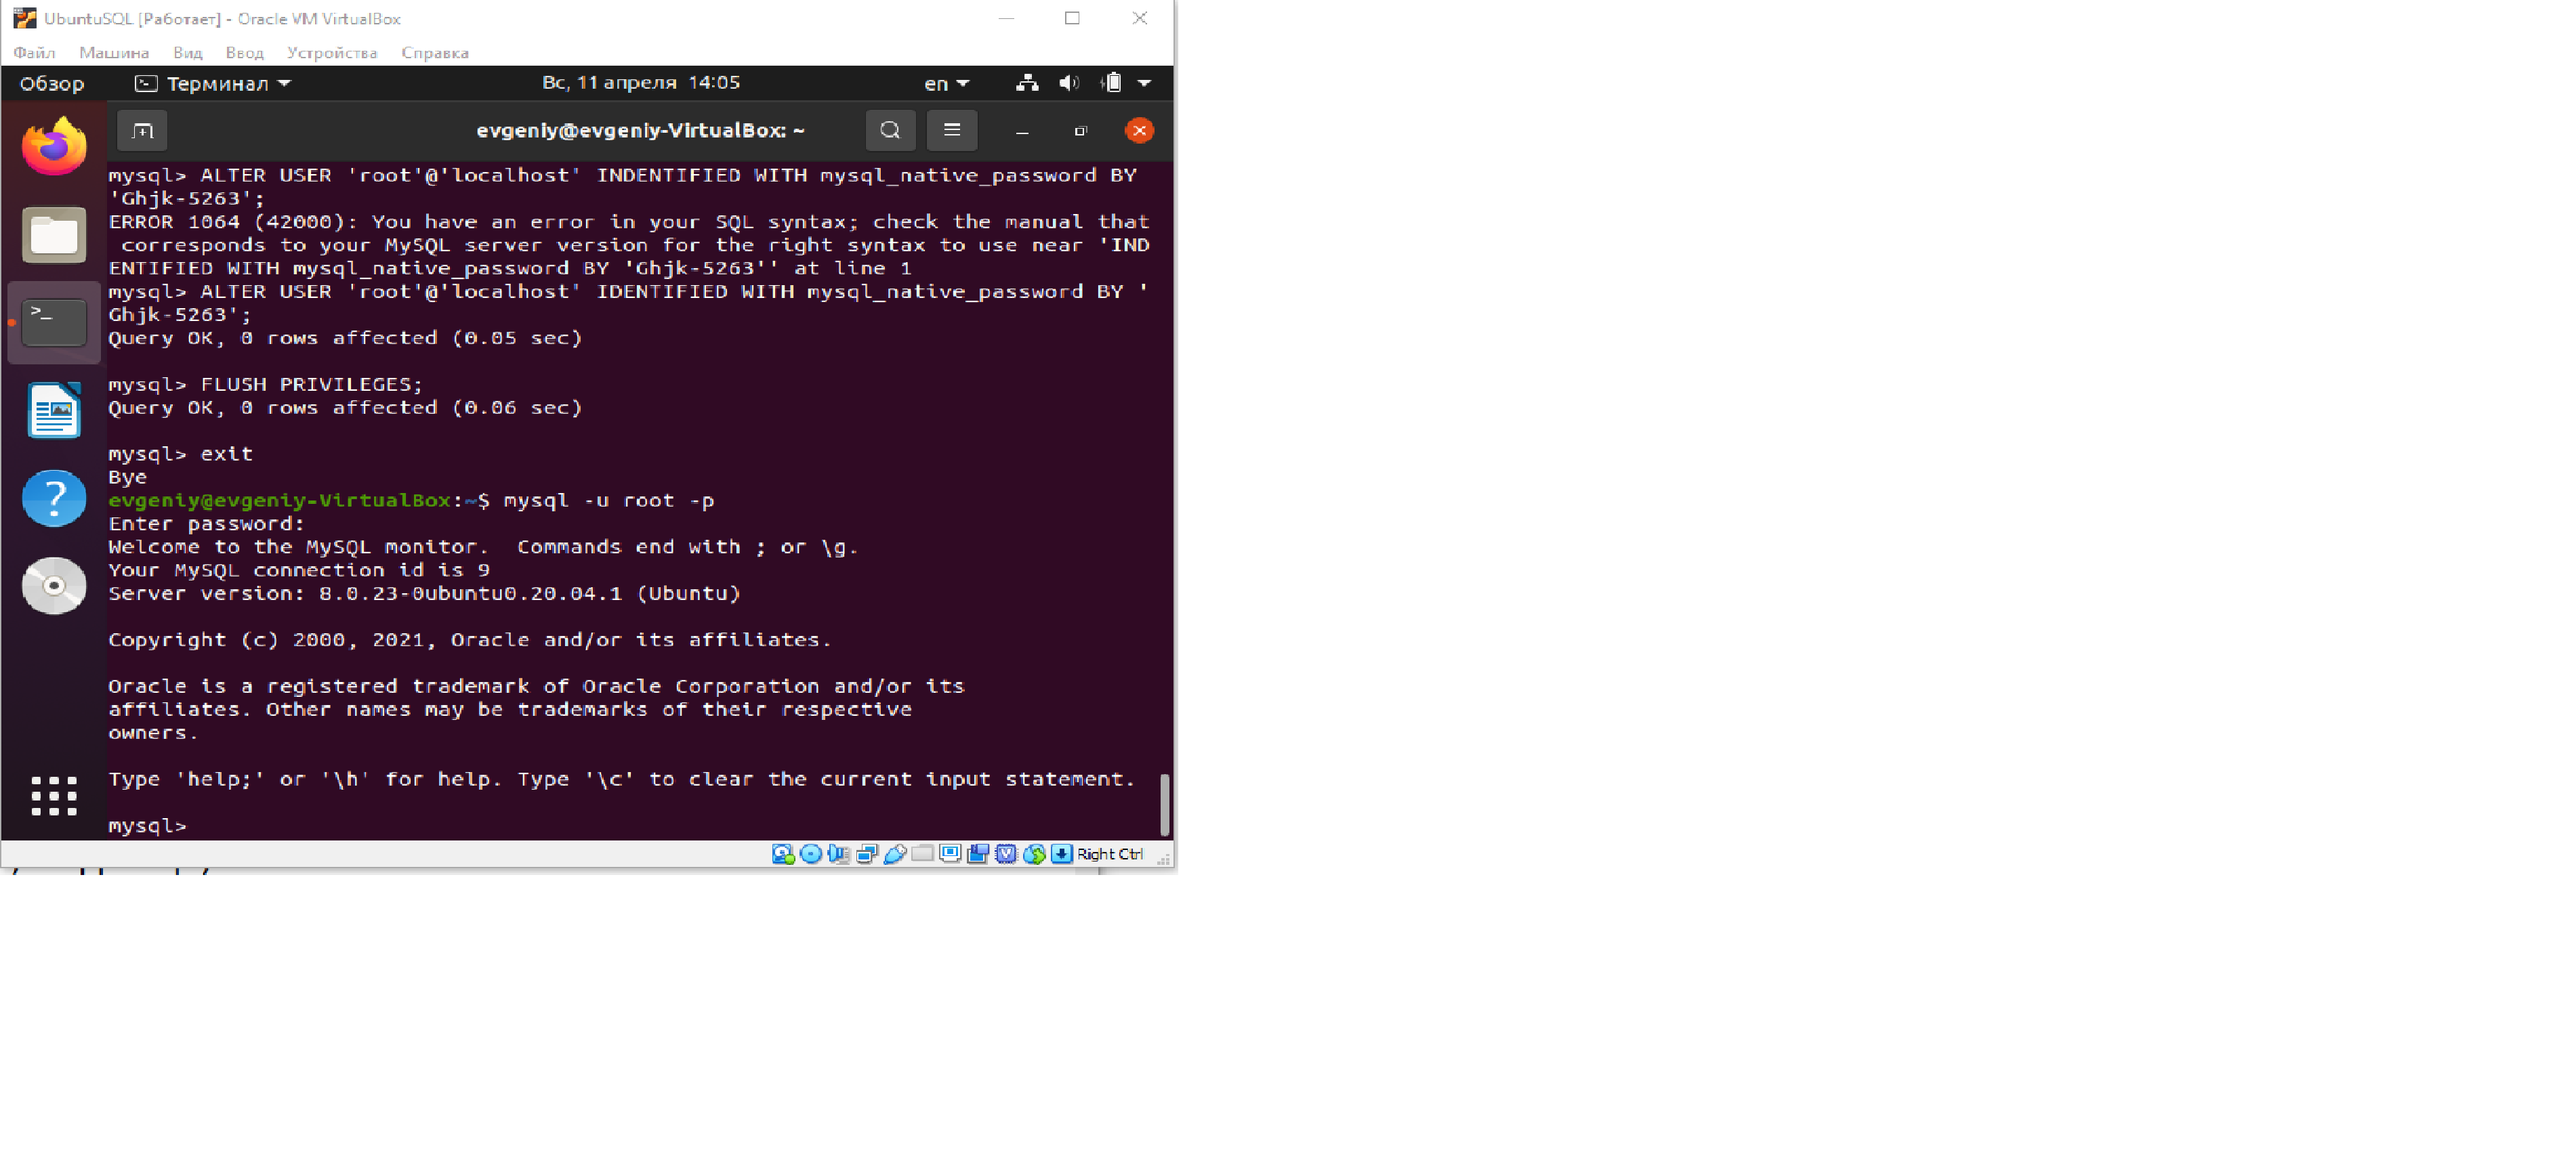 UbuntuSQL [Работает] - Oracle VM VirtualBox
Файл Машина Вид Ввод Устройства Справка
Обзор Терминал Вс, 11 апреля 14:05 en
evgeniy@evgeniy-VirtualBox: ~
mysql> ALTER USER 'root'@'localhost' INDENTIFIED WITH mysql_native_password BY
'Ghjk-5263';
ERROR 1064 (42000): You have an error in your SQL syntax; check the manual that
corresponds to your MySQL server version for the right syntax to use near 'IND
ENTIFIED WITH mysql_native_password BY 'Ghjk-5263'' at line 1
mysql> ALTER USER 'root'@'localhost' IDENTIFIED WITH mysql_native_password BY '
Ghjk-5263';
Query OK, 0 rows affected (0.05 sec)
mysql> FLUSH PRIVILEGES;
Query OK, 0 rows affected (0.06 sec)
mysql> exit
Bye
evgeniy@evgeniy-VirtualBox:~$ mysql -u root -p
Enter password:
Welcome to the MySQL monitor.  Commands end with ; or \g.
Your MySQL connection id is 9
Server version: 8.0.23-0ubuntu0.20.04.1 (Ubuntu)
Copyright (c) 2000, 2021, Oracle and/or its affiliates.
Oracle is a registered trademark of Oracle Corporation and/or its
affiliates. Other names may be trademarks of their respective
owners.
Type 'help;' or '\h' for help. Type '\c' to clear the current input statement.
mysql>
Right Ctrl